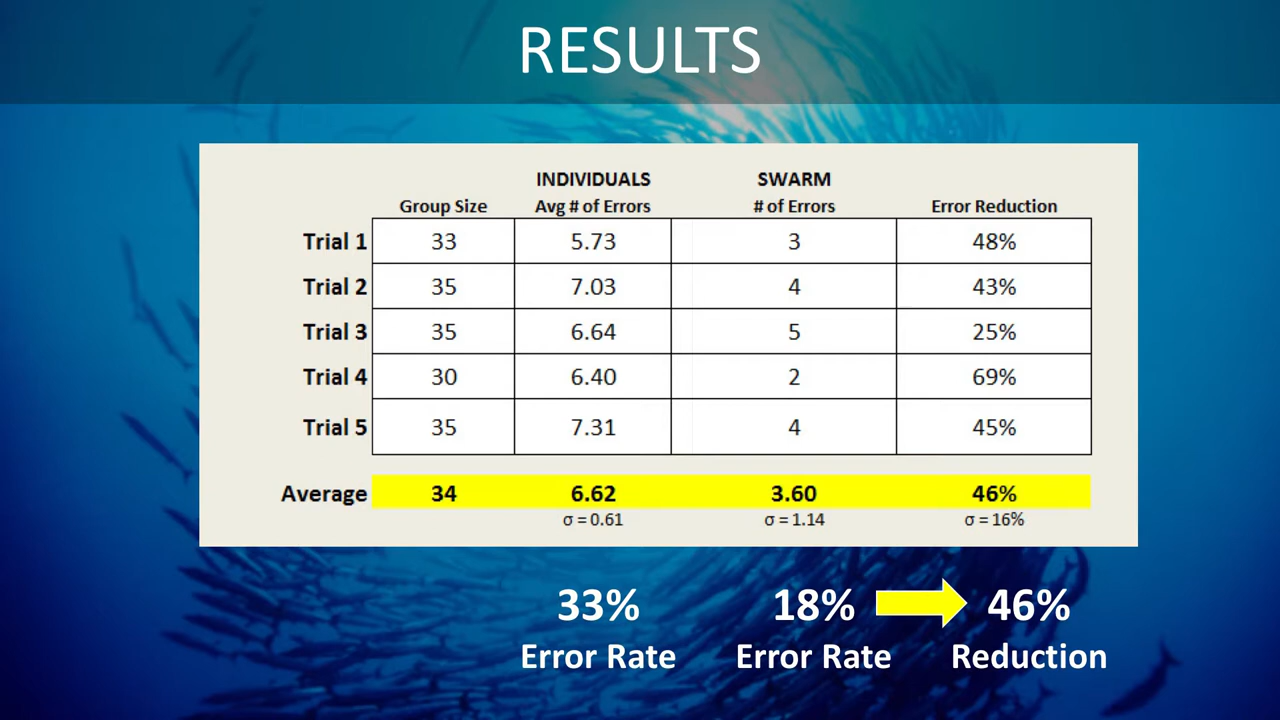 RESULTS
INDIVIDUALS SWARM
Group Size Avg # of Errors # of Errors Error Reduction
Trial 1 33 5.73 3 48%
Trial 2 35 7.03 4 43%
Trial 3 35 6.64 5 25%
Trial 4 30 6.40 2 69%
Trial 5 35 7.31 4 45%
Average 34 6.62 3.60 46%
σ = 0.61 σ = 1.14 σ = 16%
33% 18% 46%
Error Rate Error Rate Reduction